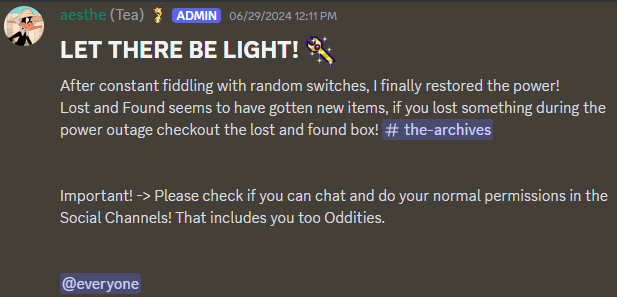 aesthe (Tea) ADMIN 06/29/2024 12:11 PM
LET THERE BE LIGHT!
After constant fiddling with random switches, I finally restored the power!
Lost and Found seems to have gotten new items, if you lost something during the
power outage checkout the lost and found box! # the-archives
Important! -> Please check if you can chat and do your normal permissions in the
Social Channels! That includes you too Oddities.
@everyone